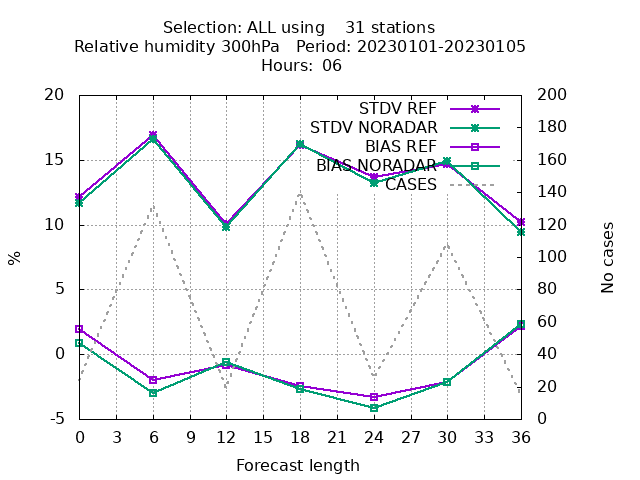 Selection: ALL using    31 stations
Relative humidity 300hPa   Period: 20230101-20230105
Hours: 06
20
15
10
5
0
-5
%
200
180
160
140
120
100
80
60
40
20
0
No cases
STDV REF
STDV NORADAR
BIAS REF
BIAS NORADAR
CASES
0 3 6 9 12 15 18 21 24 27 30 33 36
Forecast length